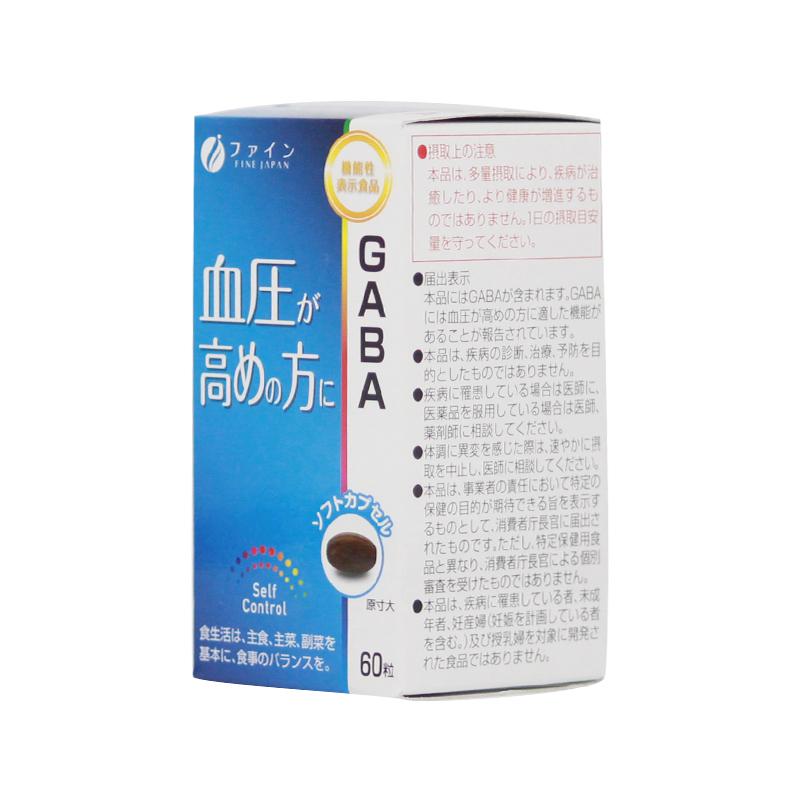 ファイン
FINE JAPAN
機能性
表示食品
GABA
血圧が
高めの方に
ソフトカプセル
原寸大
Self
Control
食生活は、主食、主菜、副菜を
基本に、食事のバランスを。
60粒
●摂取上の注意
本品は、多量摂取により、疾病が治
癒したり、より健康が増進するも
のではありません。1日の摂取目安
量を守ってください。
●届出表示
本品にはGABAが含まれます。GABA
には血圧が高めの方に適した機能が
あることが報告されています。
●本品は、疾病の診断、治療、予防を目
的としたものではありません。
●疾病に罹患している場合は医師に、
医薬品を服用している場合は医師、
薬剤師に相談してください。
●体調に異変を感じた際は、速やかに摂
取を中止し、医師に相談してください。
●本品は、事業者の責任において特定の
保健の目的が期待できる旨を表示す
るものとして、消費者庁長官に届出され
たものです。ただし、特定保健用食
品と異なり、消費者庁長官による個別
審査を受けたものではありません。
●本品は、疾病に罹患している者、未成
年者、妊産婦(妊娠を計画している者
を含む。)及び授乳婦を対象に開発さ
れた食品ではありません。